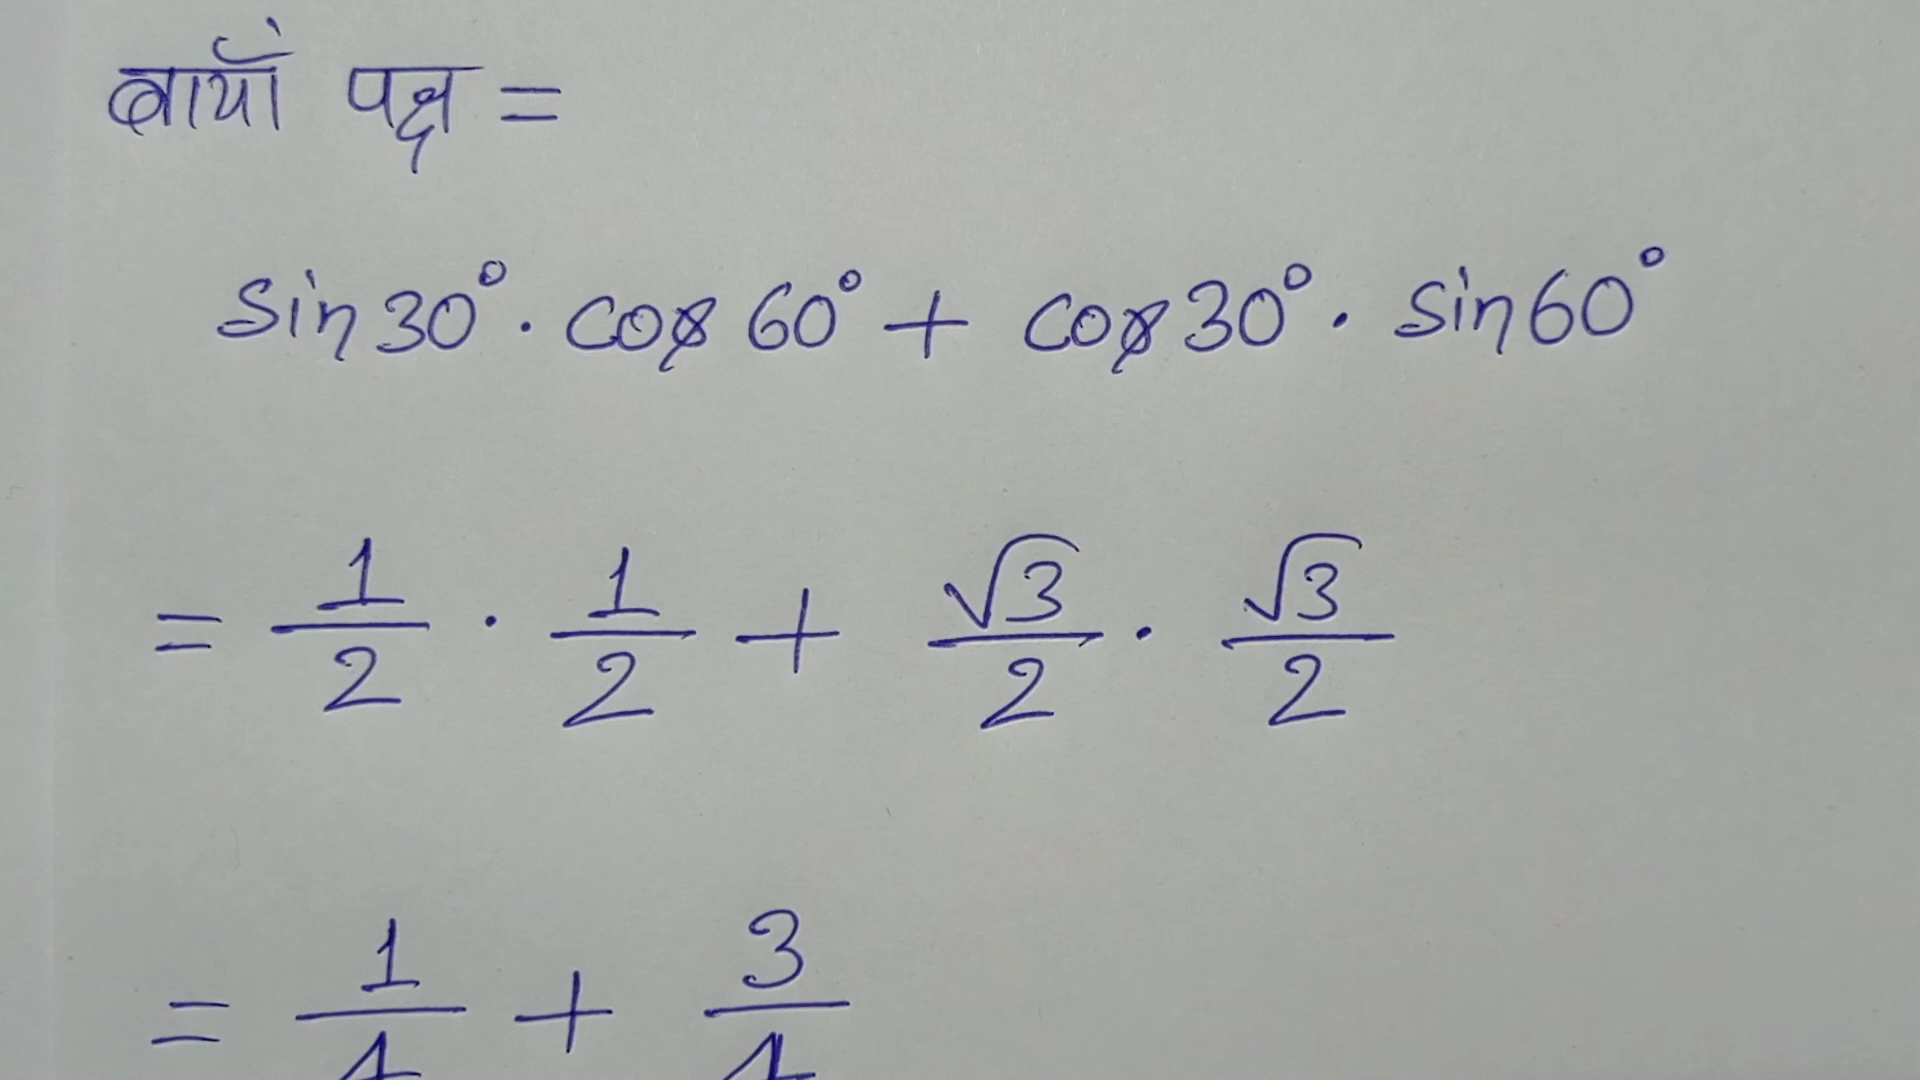 बायाँ पक्ष =
sin 30° . cos 60° + cos 30° . sin 60°
= 1/2 . 1/2 + √3/2 . √3/2
= 1/4 + 3/4